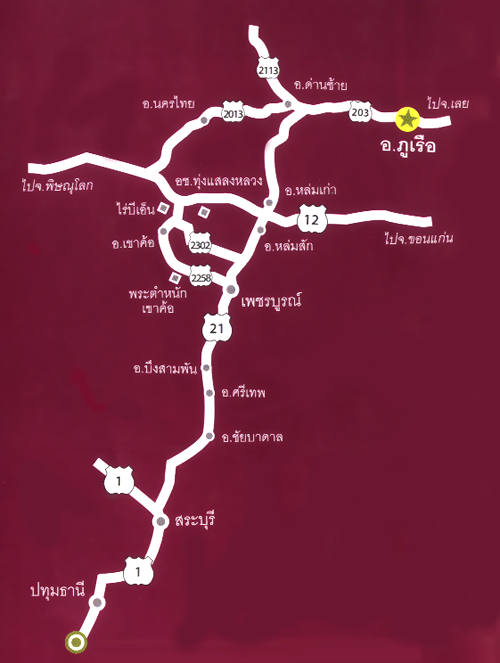 2113
อ.ด่านซ้าย
อ.นครไทย
2013
203
ไปจ.เลย
อ.ภูเรือ
ไปจ.พิษณุโลก
อช.ทุ่งแสลงหลวง
อ.หล่มเก่า
ไร่บีเอ็น
12
อ.เขาค้อ
2302
อ.หล่มสัก
ไปจ.ขอนแก่น
2258
พระตำหนัก
เขาค้อ
เพชรบูรณ์
21
อ.บึงสามพัน
อ.ศรีเทพ
อ.ชัยบาดาล
1
สระบุรี
1
ปทุมธานี